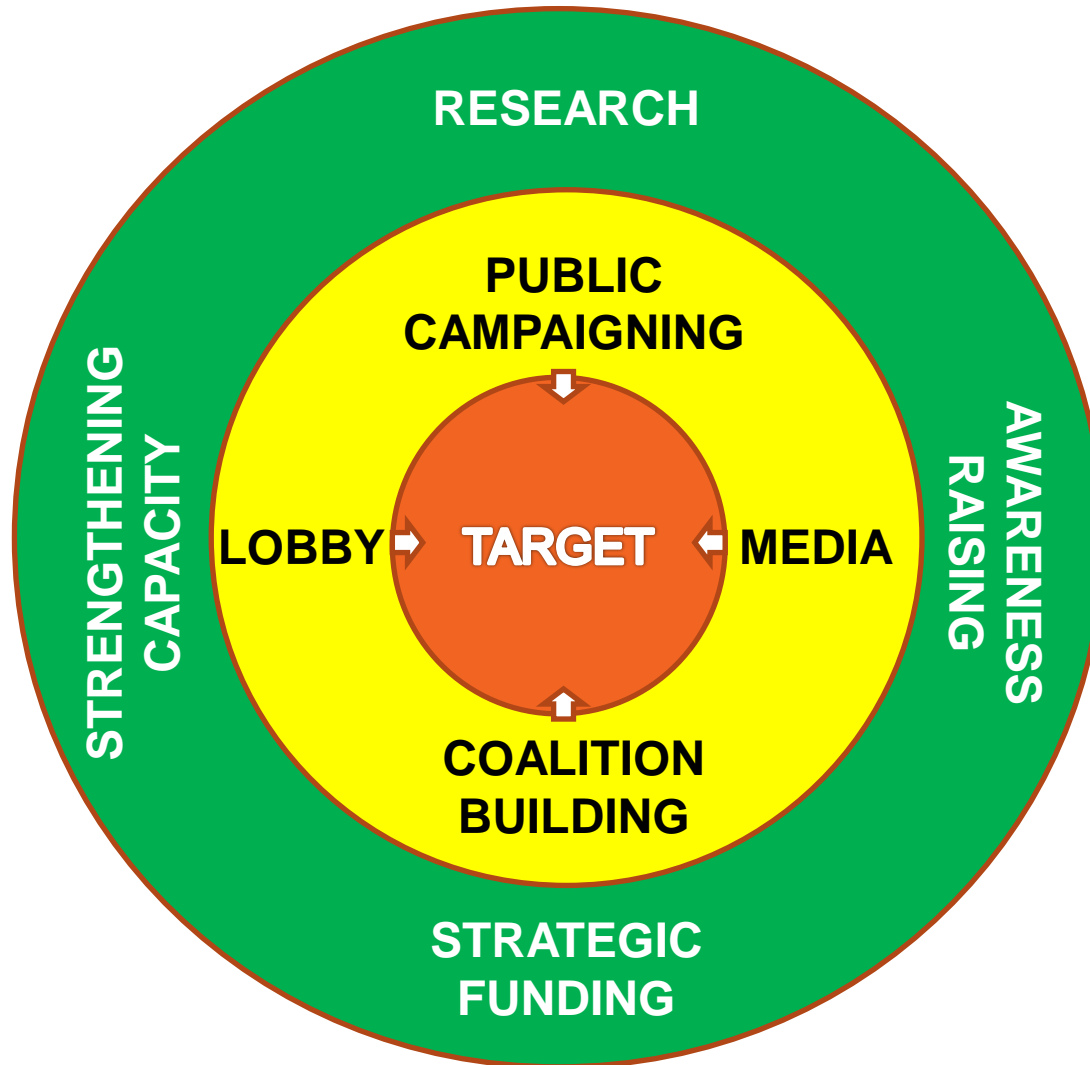 RESEARCH
PUBLIC
CAMPAIGNING
STRENGTHENING
CAPACITY
LOBBY
TARGET
MEDIA
AWARENESS
RAISING
COALITION
BUILDING
STRATEGIC
FUNDING